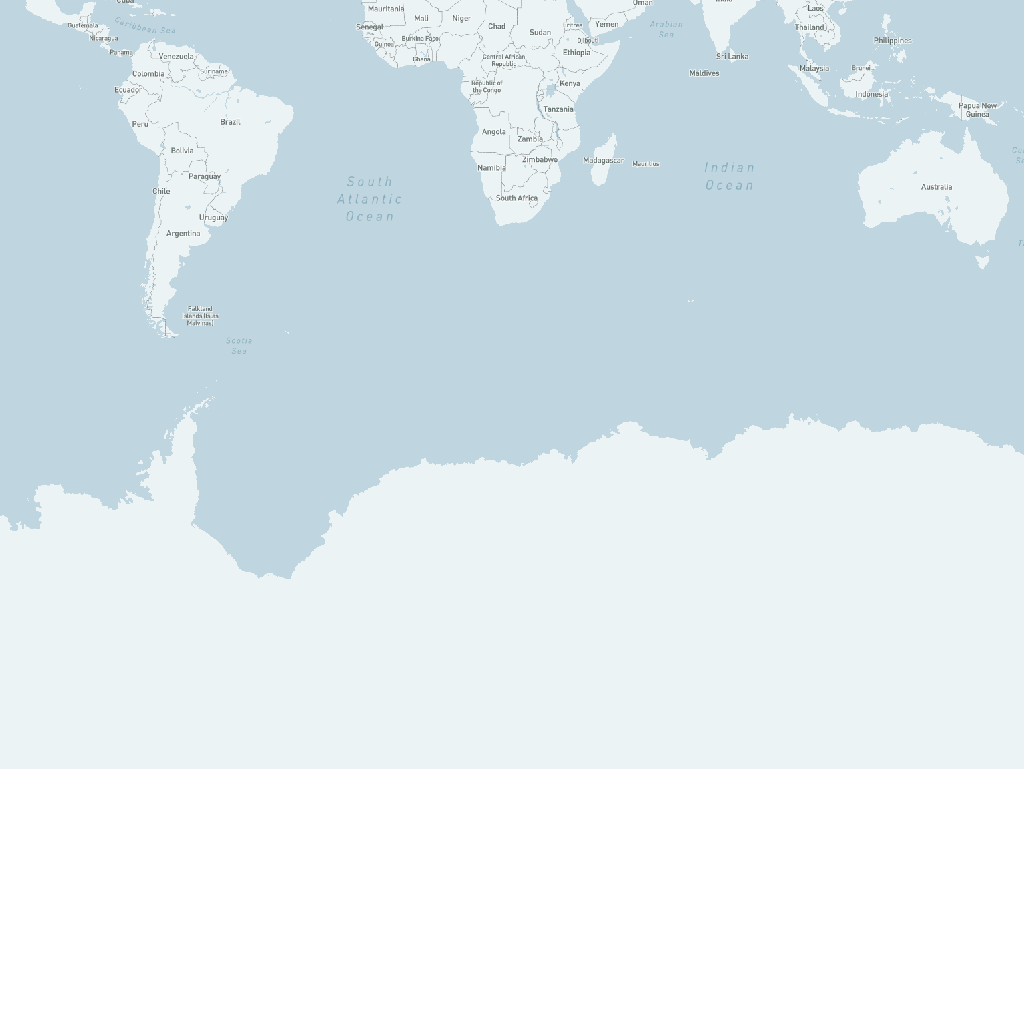 Cuba
Oman
Caribbean Sea
Guatemala
Nicaragua
Panama
Venezuela
Colombia
Ecuador
Peru
Brazil
Bolivia
Paraguay
Chile
Uruguay
Argentina
Falkland
Islands (Islas
Malvinas)
Scotia
Sea
South
Atlantic
Ocean
Mauritania
Mali
Niger
Chad
Sudan
Eritrea
Yemen
Senegal
Guinea
Burkina Faso
Ghana
Djibouti
Ethiopia
Central African
Republic
Republic of
the Congo
Kenya
Tanzania
Angola
Zambia
Zimbabwe
Namibia
South Africa
Madagascar
Mauritius
Arabian
Sea
Sri Lanka
Maldives
Indian
Ocean
Laos
Thailand
Philippines
Malaysia
Brunei
Indonesia
Papua New
Guinea
Australia